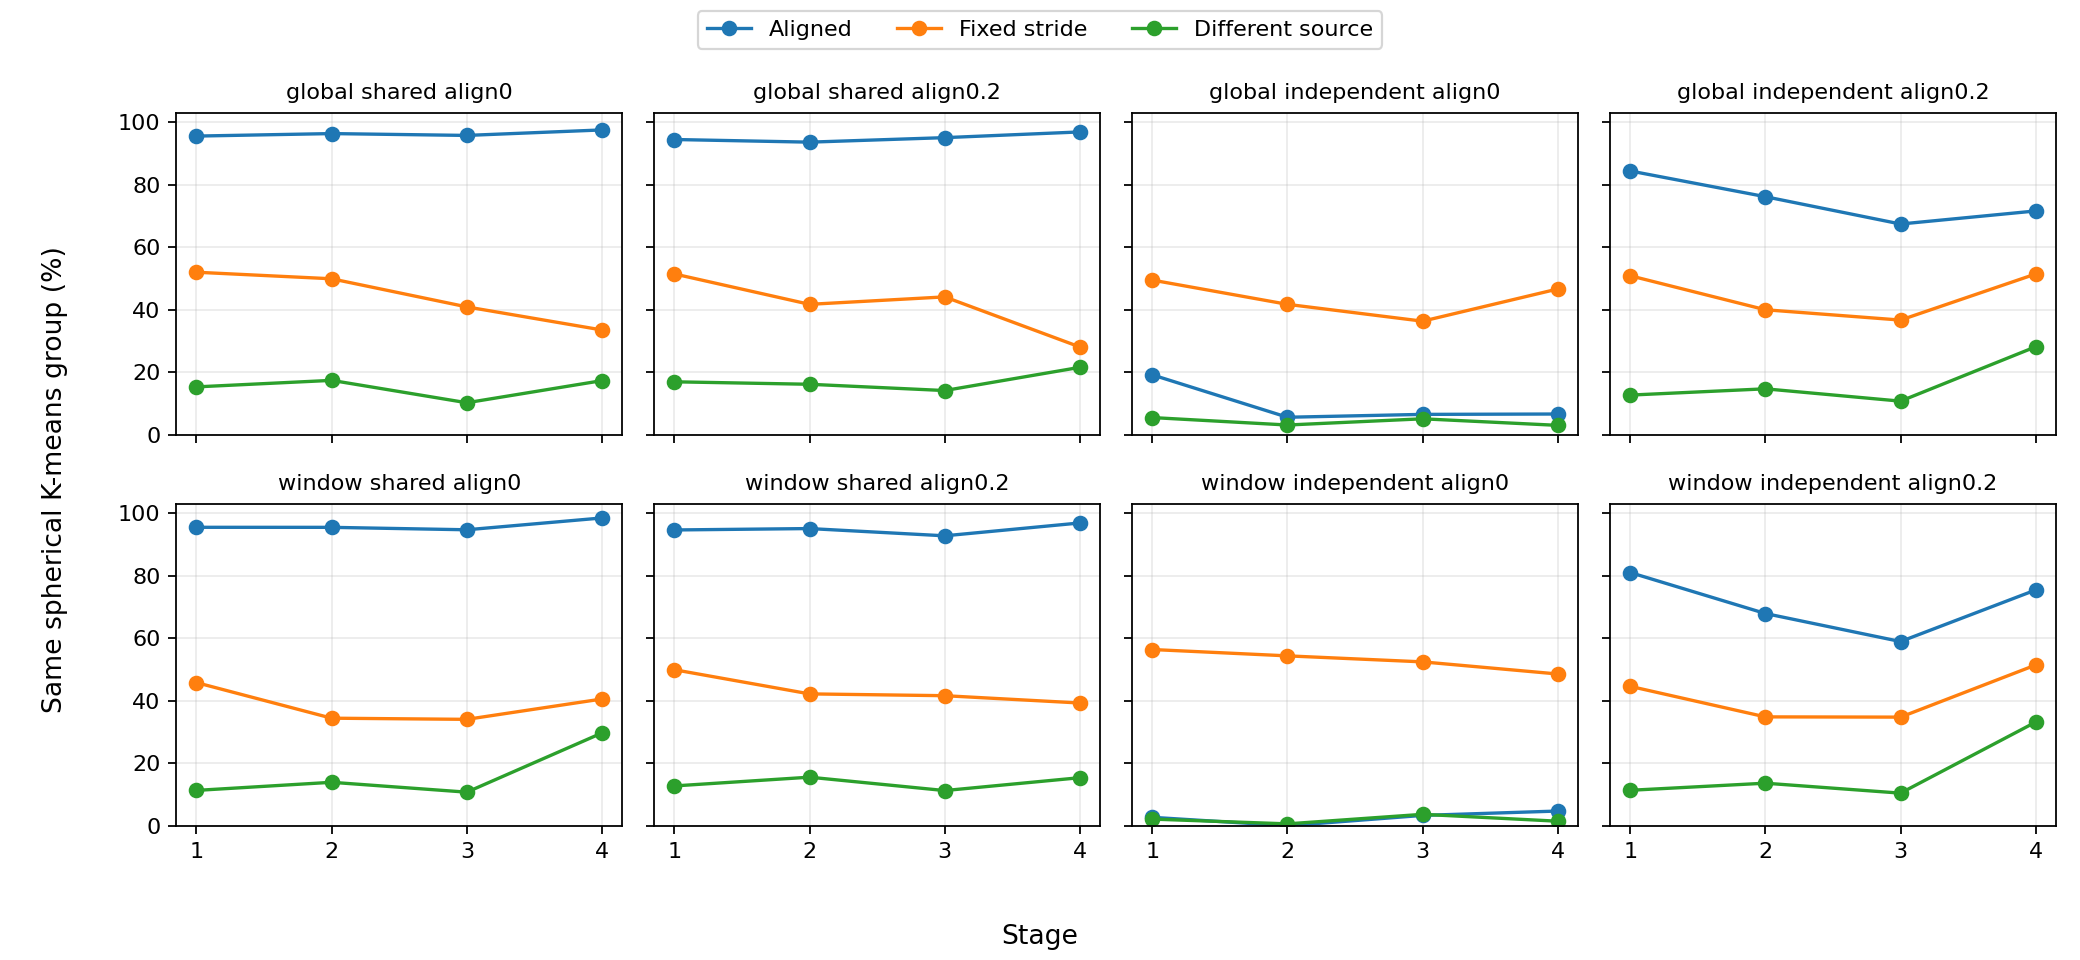 Aligned Fixed stride Different source
global shared align0 global shared align0.2 global independent align0 global independent align0.2
100
80
60
40
20
0
window shared align0 window shared align0.2 window independent align0 window independent align0.2
100
80
60
40
20
0
1 2 3 4 1 2 3 4 1 2 3 4 1 2 3 4
Same spherical K-means group (%)
Stage